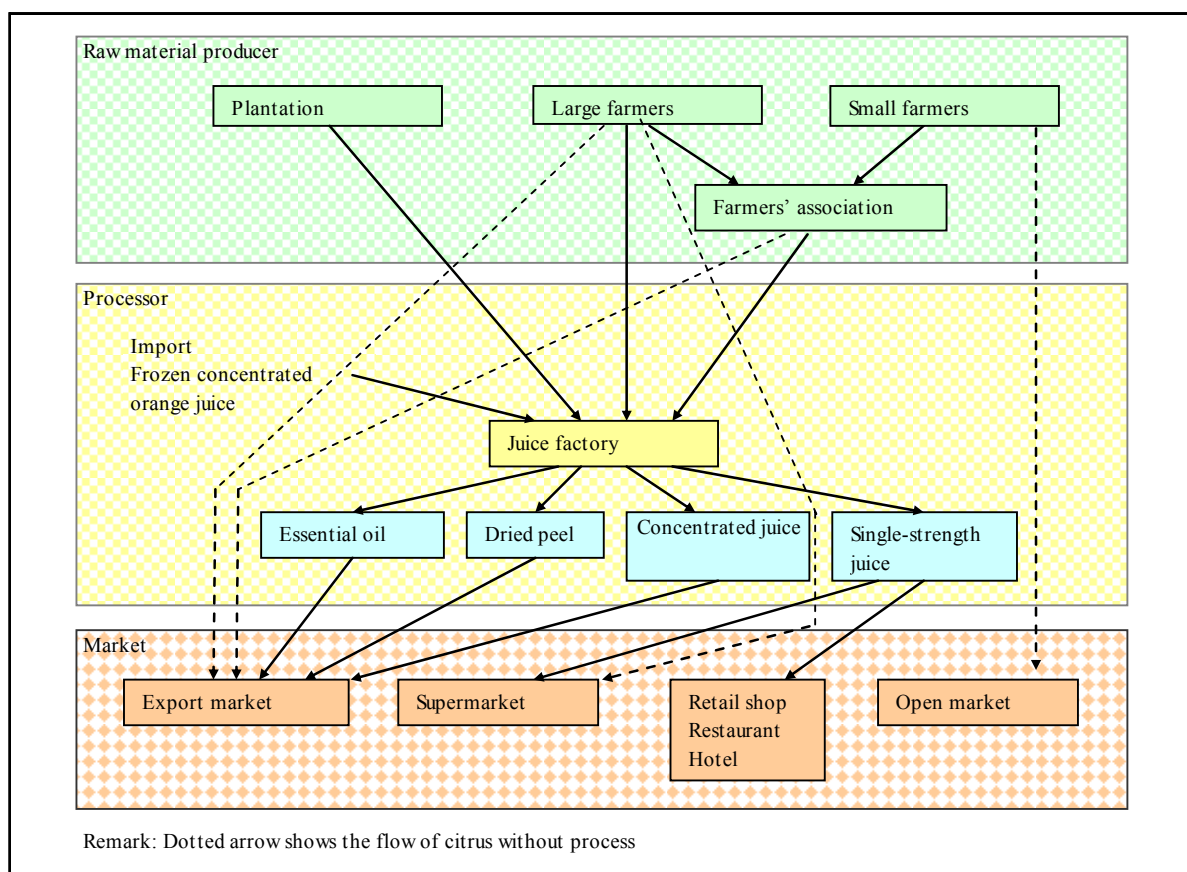 Raw material producer
Plantation
Large farmers
Small farmers
Farmers' association
Processor
Import
Frozen concentrated
orange juice
Juice factory
Essential oil
Dried peel
Concentrated juice
Single-strength
juice
Market
Export market
Supermarket
Retail shop
Restaurant
Hotel
Open market
Remark: Dotted arrow shows the flow of citrus without process